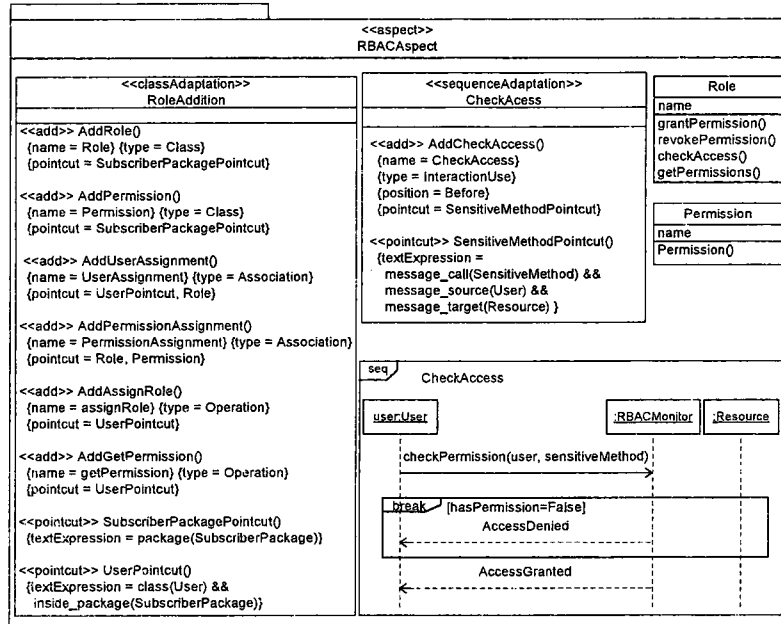 <<aspect>>
RBACAspect
<<classAdaptation>>
RoleAddition
<<add>> AddRole()
{name = Role} {type = Class}
{pointcut = SubscriberPackagePointcut}
<<add>> AddPermission()
{name = Permission} {type = Class}
{pointcut = SubscriberPackagePointcut}
<<add>> AddUserAssignment()
{name = UserAssignment} {type = Association}
{pointcut = UserPointcut, Role}
<<add>> AddPermissionAssignment()
{name = PermissionAssignment} {type = Association}
{pointcut = Role, Permission}
<<add>> AddAssignRole()
{name = assignRole} {type = Operation}
{pointcut = UserPointcut}
<<add>> AddGetPermission()
{name = getPermission} {type = Operation}
{pointcut = UserPointcut}
<<pointcut>> SubscriberPackagePointcut()
{textExpression = package(SubscriberPackage)}
<<pointcut>> UserPointcut()
{textExpression = class(User) &&
inside_package(SubscriberPackage)}
<<sequenceAdaptation>>
CheckAcess
<<add>> AddCheckAccess()
{name = CheckAccess}
{type = InteractionUse}
{position = Before}
{pointcut = SensitiveMethodPointcut}
<<pointcut>> SensitiveMethodPointcut()
{textExpression =
message_call(SensitiveMethod) &&
message_source(User) &&
message_target(Resource) }
Role
name
grantPermission()
revokePermission()
checkAccess()
getPermissions()
Permission
name
Permission()
seq
CheckAccess
user:User
:RBACMonitor
:Resource
checkPermission(user, sensitiveMethod)
break
[hasPermission=False]
AccessDenied
AccessGranted